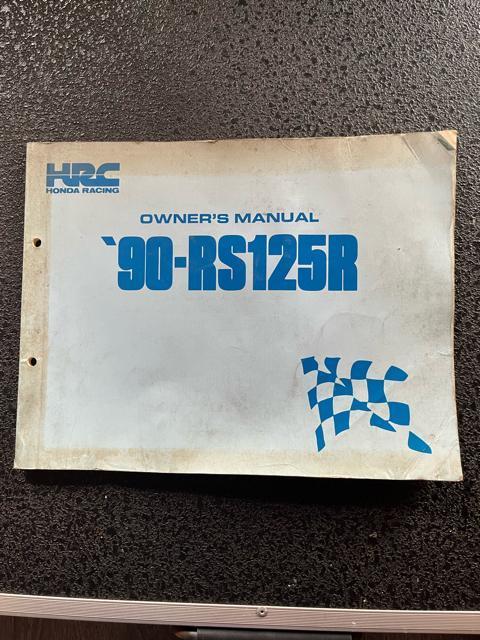 HRC
HONDA RACING
OWNER'S MANUAL
`90-RS125R